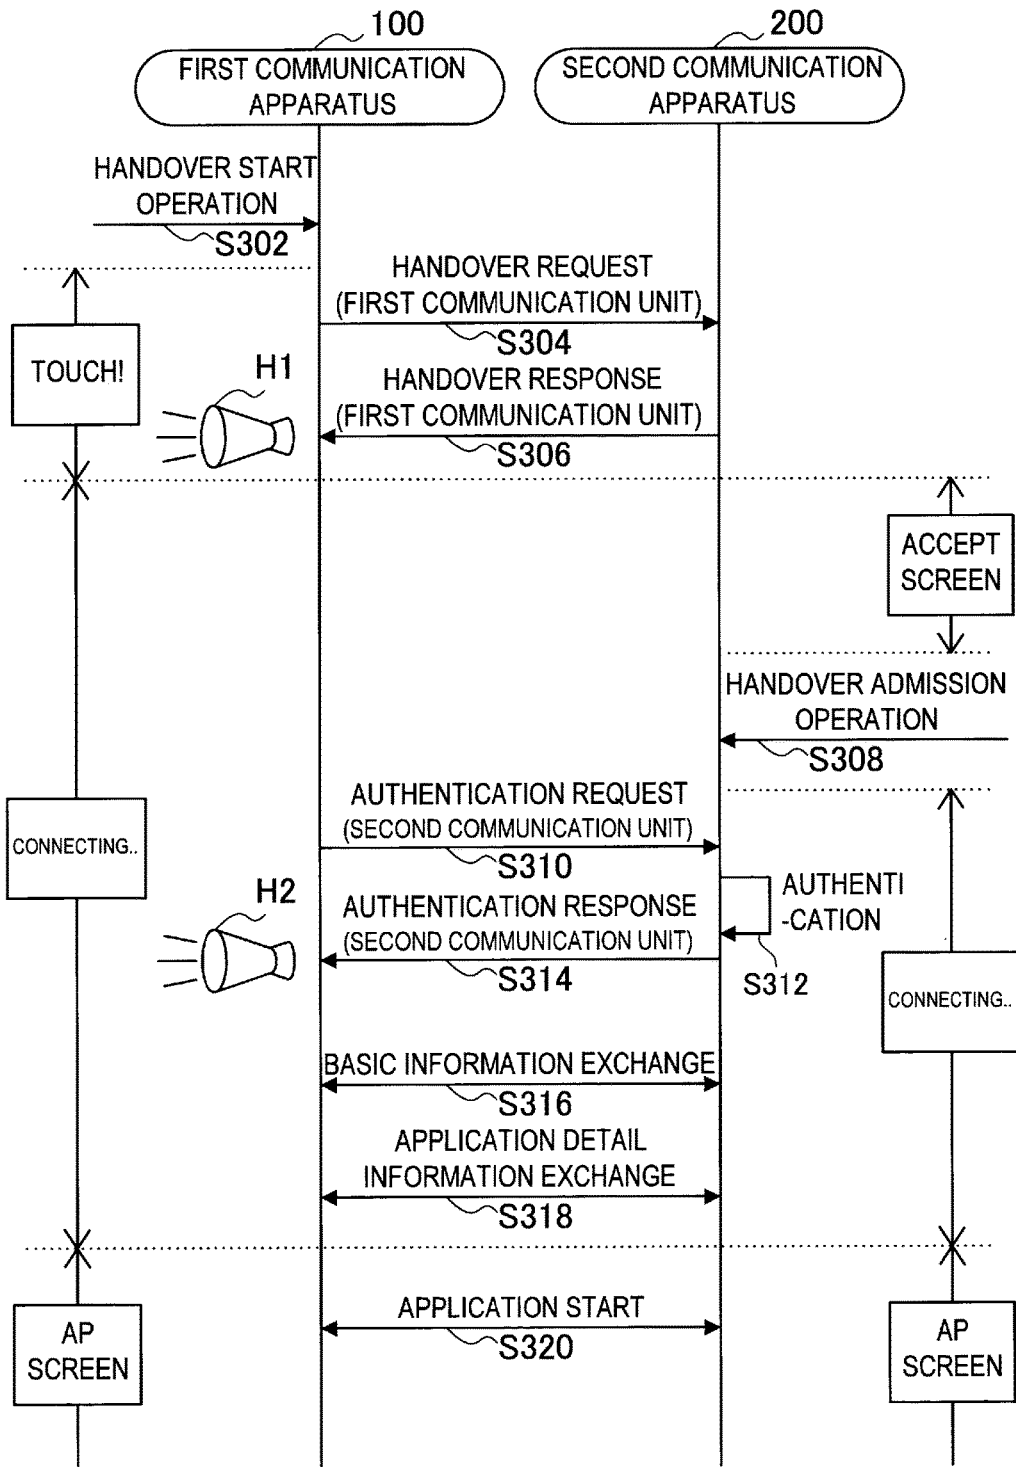 100
200
FIRST COMMUNICATION
APPARATUS
SECOND COMMUNICATION
APPARATUS
HANDOVER START
OPERATION
S302
HANDOVER REQUEST
(FIRST COMMUNICATION UNIT)
S304
TOUCH!
H1
HANDOVER RESPONSE
(FIRST COMMUNICATION UNIT)
S306
ACCEPT
SCREEN
HANDOVER ADMISSION
OPERATION
S308
CONNECTING..
AUTHENTICATION REQUEST
(SECOND COMMUNICATION UNIT)
S310
AUTHENTI
-CATION
S312
H2
AUTHENTICATION RESPONSE
(SECOND COMMUNICATION UNIT)
S314
CONNECTING..
BASIC INFORMATION EXCHANGE
S316
APPLICATION DETAIL
INFORMATION EXCHANGE
S318
AP
SCREEN
APPLICATION START
S320
AP
SCREEN